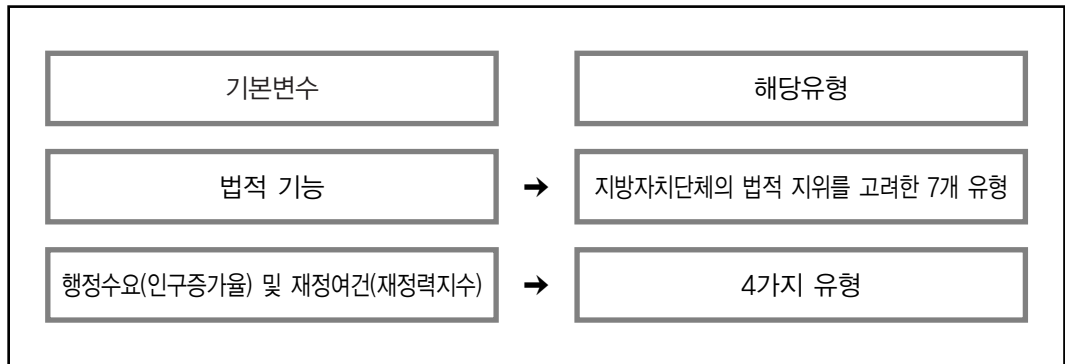 기본변수
해당유형
법적 기능
➔
지방자치단체의 법적 지위를 고려한 7개 유형
행정수요(인구증가율) 및 재정여건(재정력지수)
➔
4가지 유형